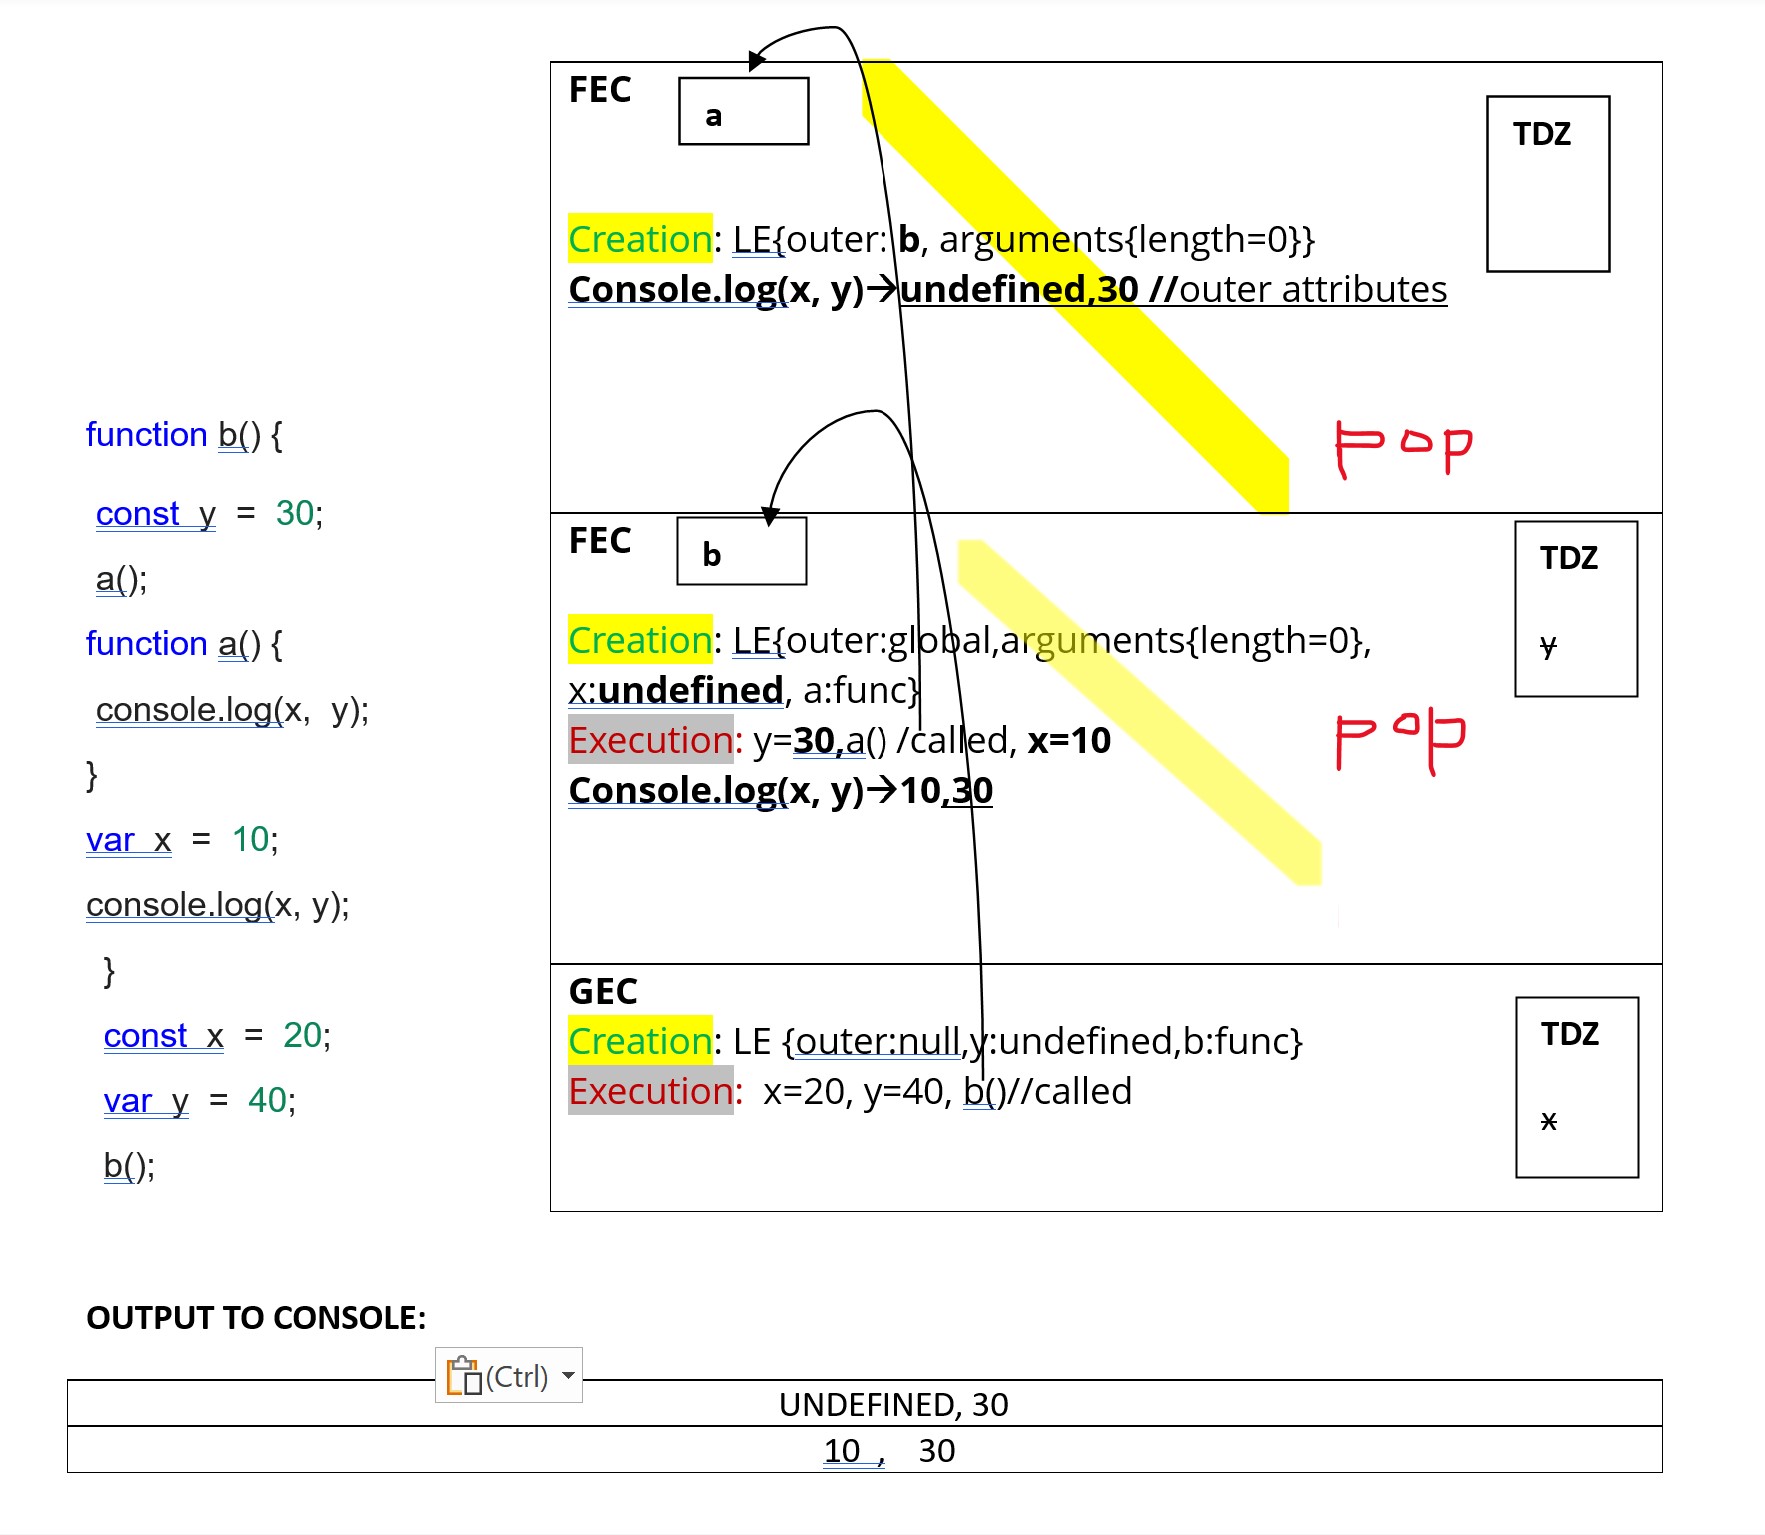 function b() {
const y = 30;
a();
function a() {
console.log(x, y);
}
var x = 10;
console.log(x, y);
}
const x = 20;
var y = 40;
b();
FEC
a
TDZ
Creation: LE{outer: b, arguments{length=0}}
Console.log(x, y)→undefined,30 //outer attributes
pop
FEC
b
TDZ
y
Creation: LE{outer:global,arguments{length=0},
x:undefined, a:func}
Execution: y=30,a() /called, x=10
Console.log(x, y)→10,30
pop
GEC
TDZ
x
Creation: LE {outer:null,y:undefined,b:func}
Execution: x=20, y=40, b()//called
OUTPUT TO CONSOLE:
(Ctrl)
UNDEFINED, 30
10 , 30